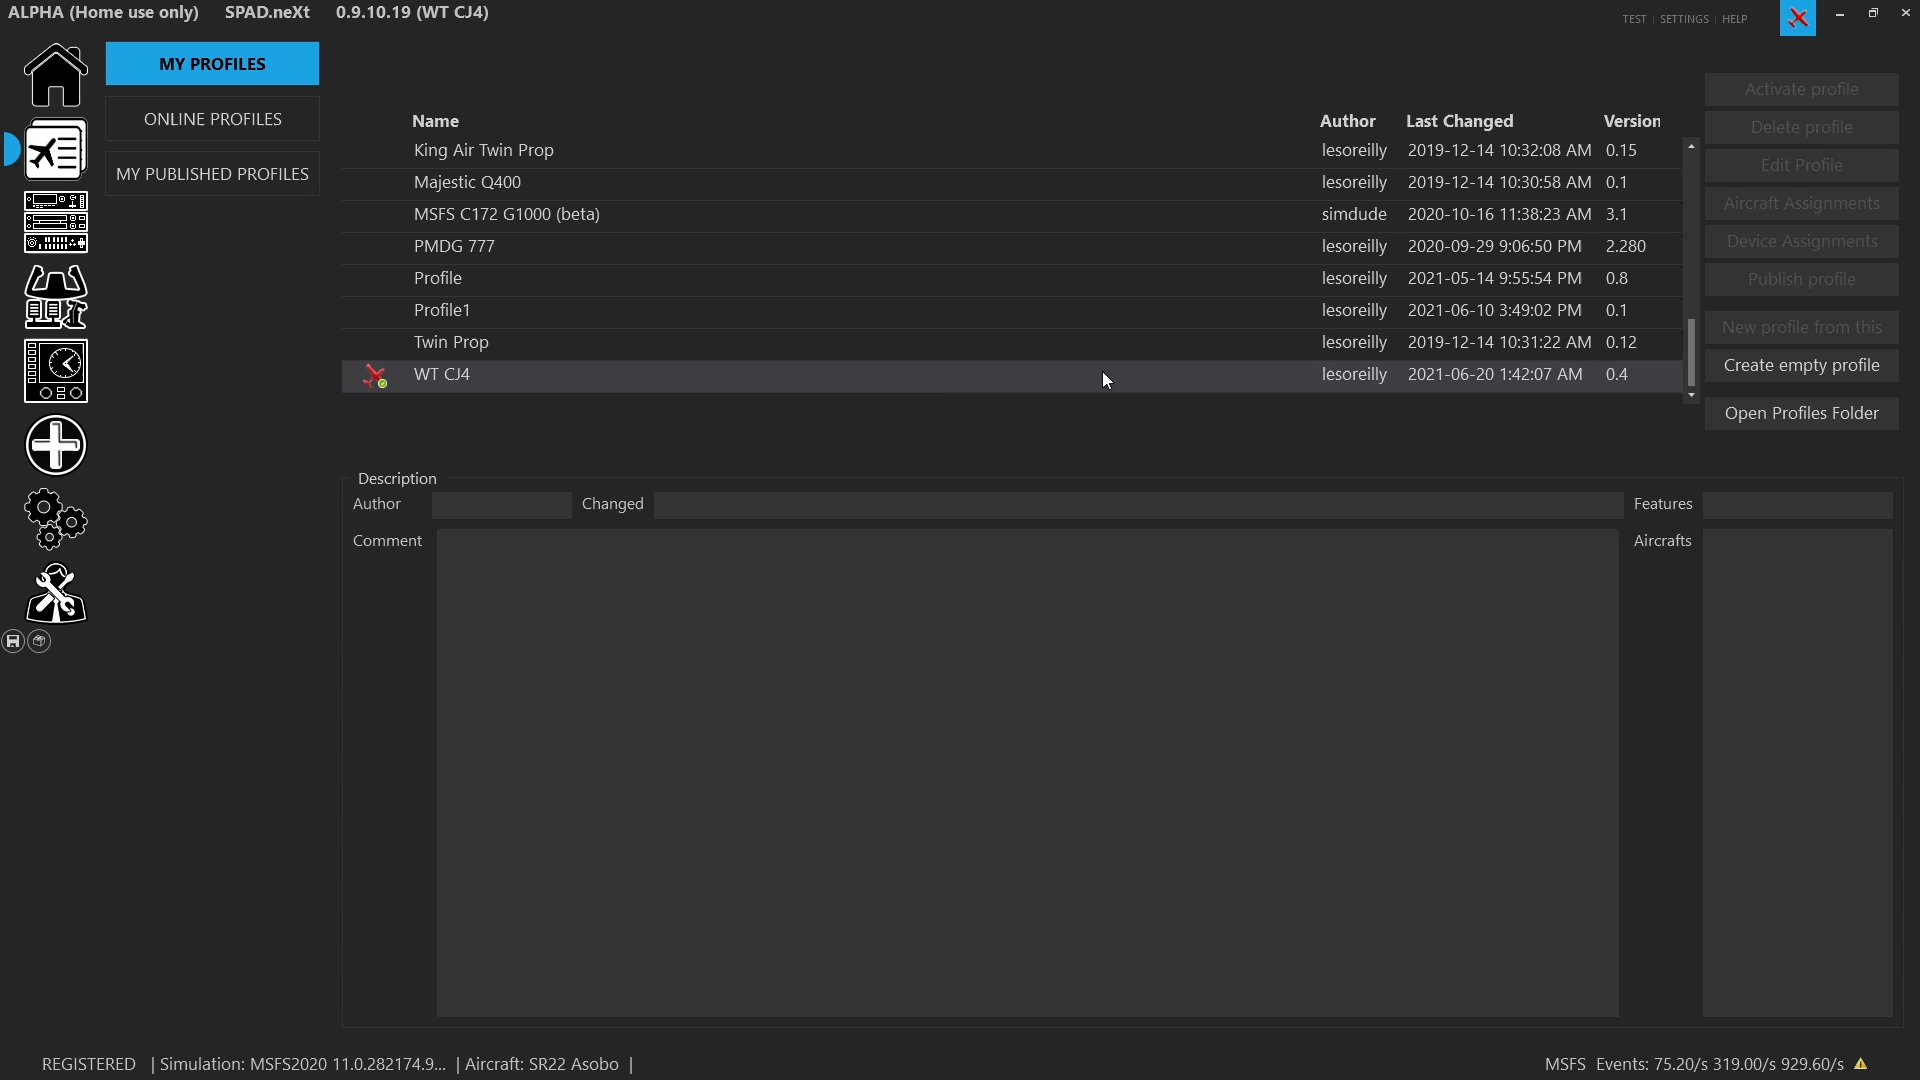 ALPHA (Home use only) SPAD.neXt 0.9.10.19 (WT CJ4)
TEST | SETTINGS | HELP
MY PROFILES
ONLINE PROFILES
MY PUBLISHED PROFILES
Name Author Last Changed Version
King Air Twin Prop lesoreilly 2019-12-14 10:32:08 AM 0.15
Majestic Q400 lesoreilly 2019-12-14 10:30:58 AM 0.1
MSFS C172 G1000 (beta) simdude 2020-10-16 11:38:23 AM 3.1
PMDG 777 lesoreilly 2020-09-29 9:06:50 PM 2.280
Profile lesoreilly 2021-05-14 9:55:54 PM 0.8
Profile1 lesoreilly 2021-06-10 3:49:02 PM 0.1
Twin Prop lesoreilly 2019-12-14 10:31:22 AM 0.12
WT CJ4 lesoreilly 2021-06-20 1:42:07 AM 0.4
Activate profile
Delete profile
Edit Profile
Aircraft Assignments
Device Assignments
Publish profile
New profile from this
Create empty profile
Open Profiles Folder
Description
Author Changed Features
Comment Aircrafts
REGISTERED | Simulation: MSFS2020 11.0.282174.9... | Aircraft: SR22 Asobo |
MSFS Events: 75.20/s 319.00/s 929.60/s